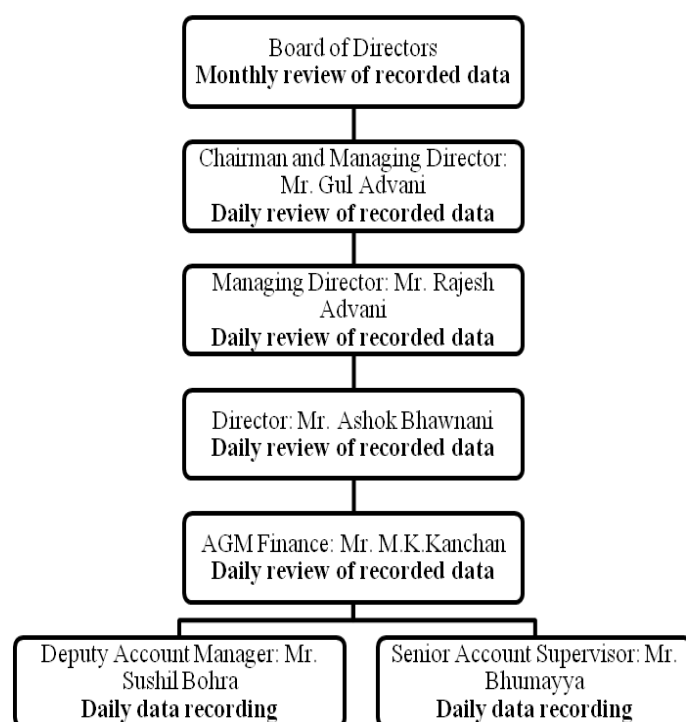 Board of Directors
Monthly review of recorded data
Chairman and Managing Director:
Mr. Gul Advani
Daily review of recorded data
Managing Director: Mr. Rajesh
Advani
Daily review of recorded data
Director: Mr. Ashok Bhawnani
Daily review of recorded data
AGM Finance: Mr. M.K.Kanchan
Daily review of recorded data
Deputy Account Manager: Mr.
Sushil Bohra
Daily data recording
Senior Account Supervisor: Mr.
Bhumayya
Daily data recording